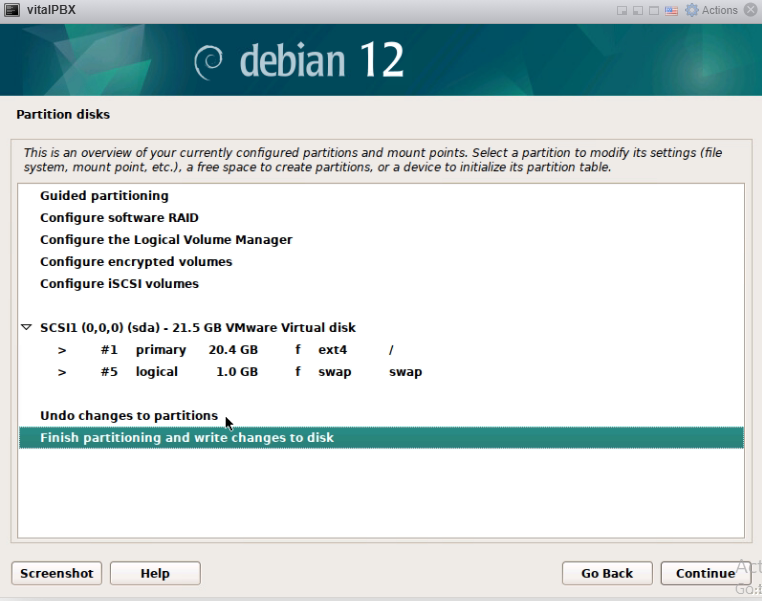 vitalPBX
Actions
debian 12
Partition disks
This is an overview of your currently configured partitions and mount points. Select a partition to modify its settings (file
system, mount point, etc.), a free space to create partitions, or a device to initialize its partition table.
Guided partitioning
Configure software RAID
Configure the Logical Volume Manager
Configure encrypted volumes
Configure iSCSI volumes
SCSI1 (0,0,0) (sda) - 21.5 GB VMware Virtual disk
> #1 primary 20.4 GB f ext4 /
> #5 logical 1.0 GB f swap swap
Undo changes to partitions
Finish partitioning and write changes to disk
Screenshot Help Go Back Continue